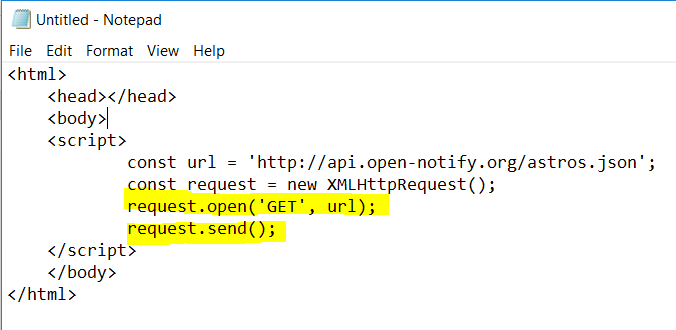 Untitled - Notepad
File Edit Format View Help
<html>
<head></head>
<body>
<script>
const url = 'http://api.open-notify.org/astros.json';
const request = new XMLHttpRequest();
request.open('GET', url);
request.send();
</script>
</body>
</html>